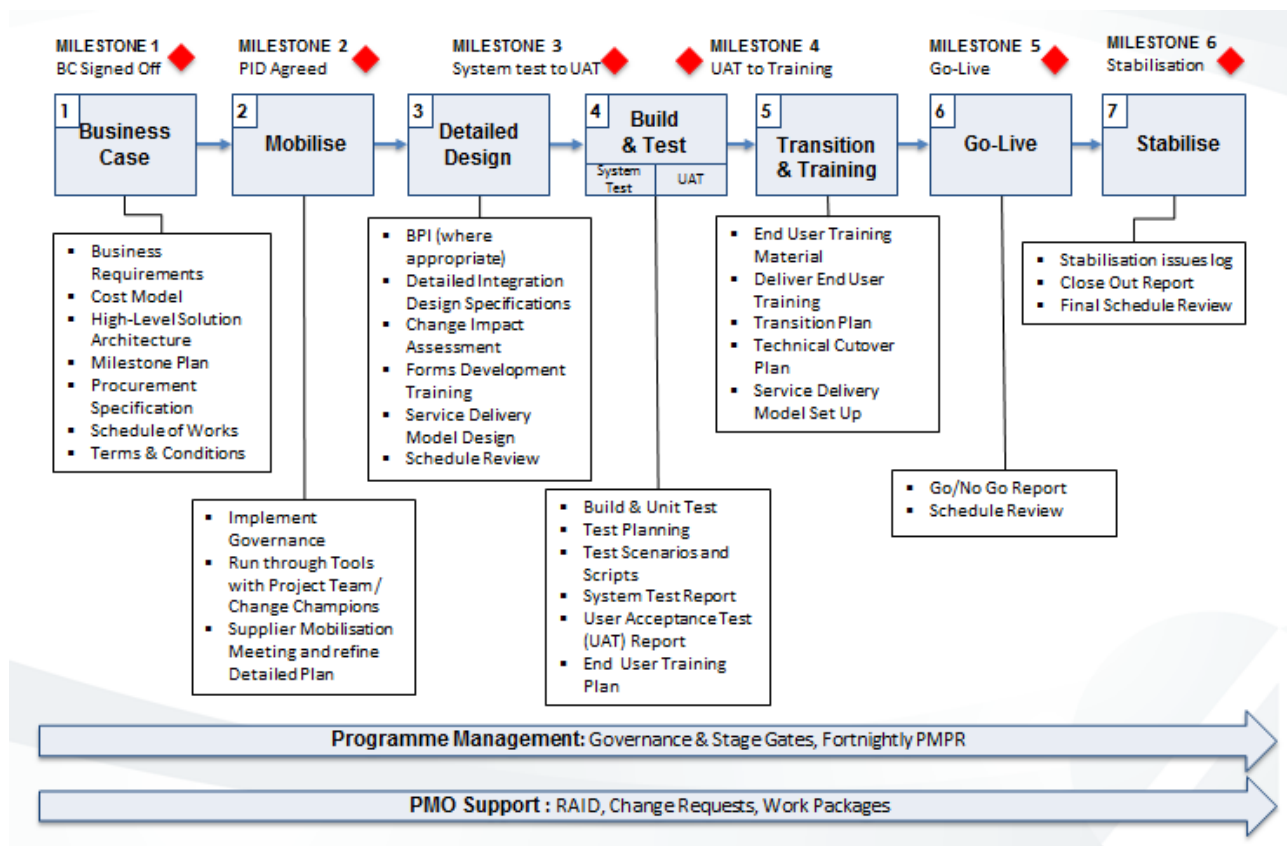 MILESTONE 1
BC Signed Off
MILESTONE 2
PID Agreed
MILESTONE 3
System test to UAT
MILESTONE 4
UAT to Training
MILESTONE 5
Go-Live
MILESTONE 6
Stabilisation
1
Business
Case
2
Mobilise
3
Detailed
Design
4
Build
& Test
System
Test
UAT
5
Transition
& Training
6
Go-Live
7
Stabilise
▪ Business
Requirements
▪ Cost Model
▪ High-Level Solution
Architecture
▪ Milestone Plan
▪ Procurement
Specification
▪ Schedule of Works
▪ Terms & Conditions
▪ Implement
Governance
▪ Run through Tools
with Project Team /
Change Champions
▪ Supplier Mobilisation
Meeting and refine
Detailed Plan
▪ BPI (where
appropriate)
▪ Detailed Integration
Design Specifications
▪ Change Impact
Assessment
▪ Forms Development
Training
▪ Service Delivery
Model Design
▪ Schedule Review
▪ Build & Unit Test
▪ Test Planning
▪ Test Scenarios and
Scripts
▪ System Test Report
▪ User Acceptance Test
(UAT) Report
▪ End User Training
Plan
▪ End User Training
Material
▪ Deliver End User
Training
▪ Transition Plan
▪ Technical Cutover
Plan
▪ Service Delivery
Model Set Up
▪ Go/No Go Report
▪ Schedule Review
▪ Stabilisation issues log
▪ Close Out Report
▪ Final Schedule Review
Programme Management: Governance & Stage Gates, Fortnightly PMPR
PMO Support : RAID, Change Requests, Work Packages